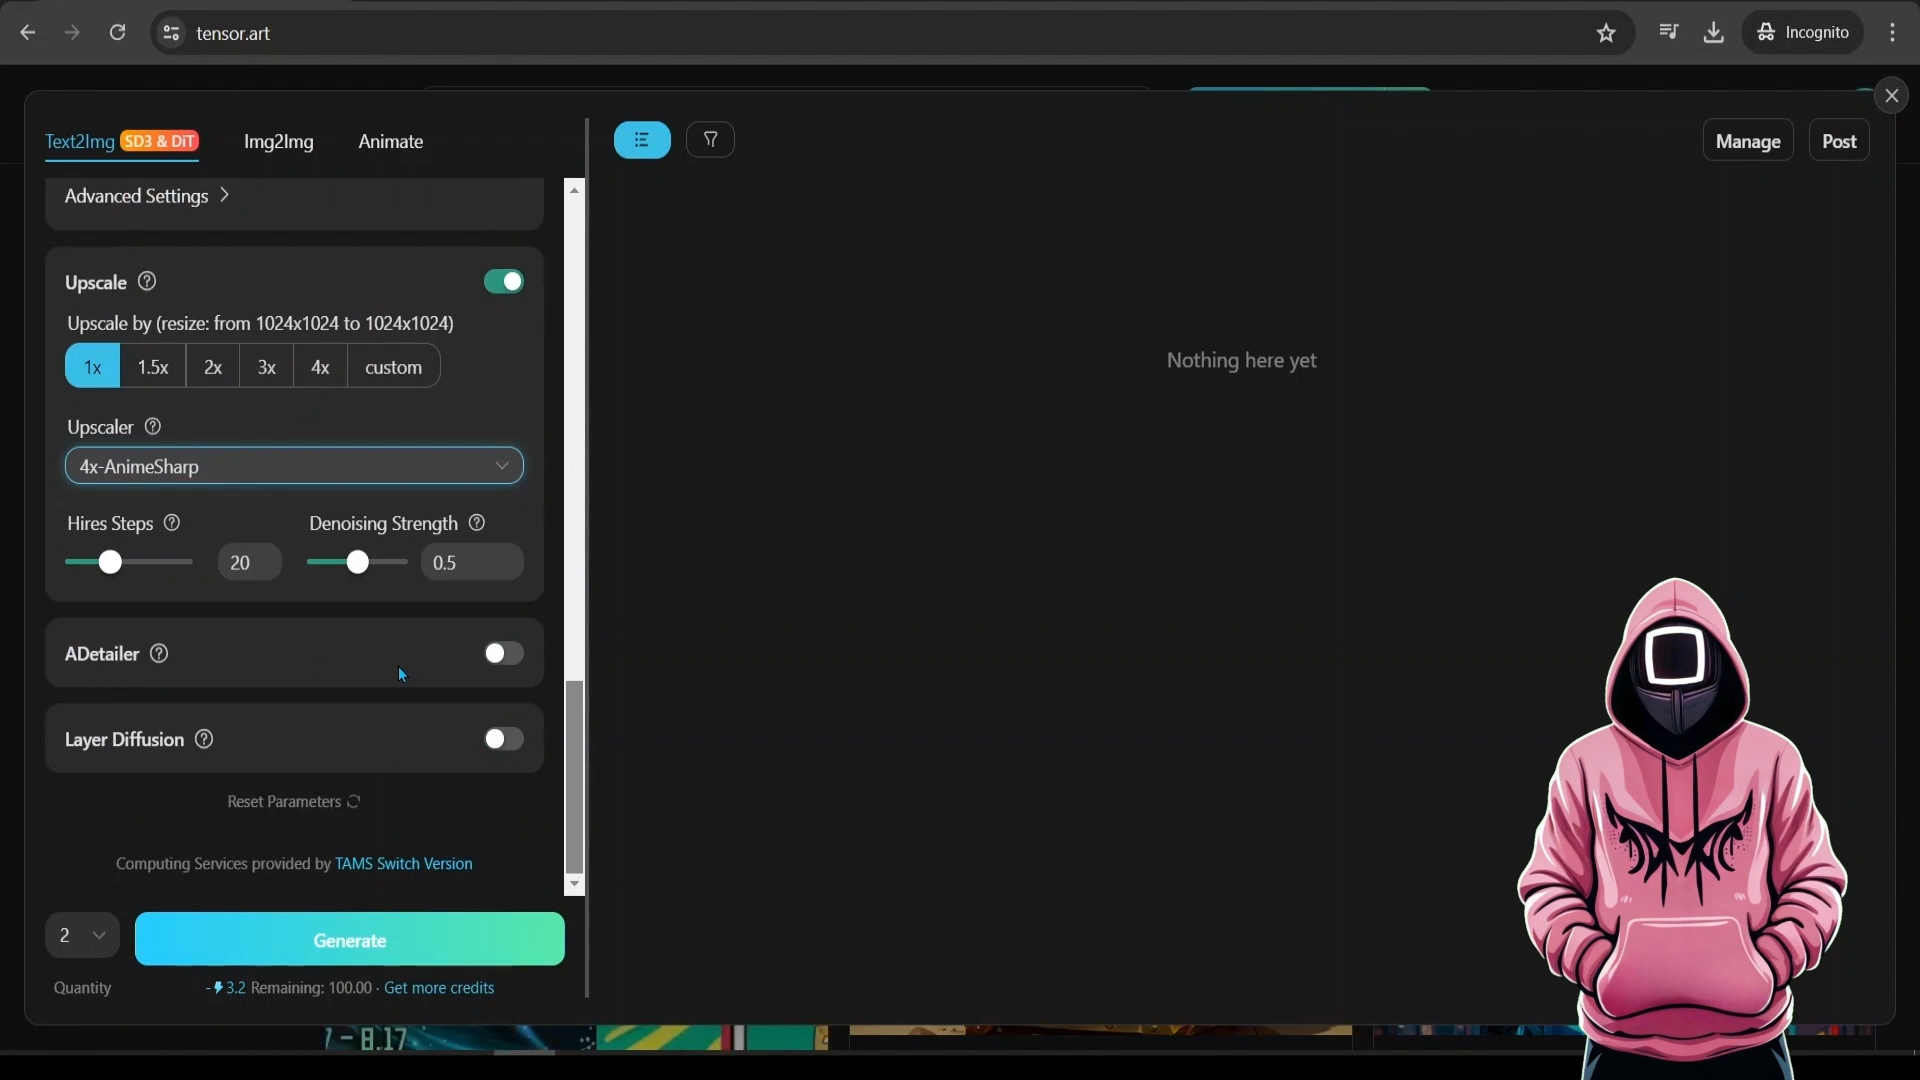 tensor.art
Incognito
Text2Img SD3 & DiT
Img2Img
Animate
Manage
Post
Advanced Settings
Upscale
Upscale by (resize: from 1024x1024 to 1024x1024)
1x 1.5x 2x 3x 4x custom
Nothing here yet
Upscaler
4x-AnimeSharp
Hires Steps
Denoising Strength
20
0.5
ADetailer
Layer Diffusion
Reset Parameters
Computing Services provided by TAMS Switch Version
2
Generate
Quantity
- 3.2 Remaining: 100.00 · Get more credits
7 – 8.17